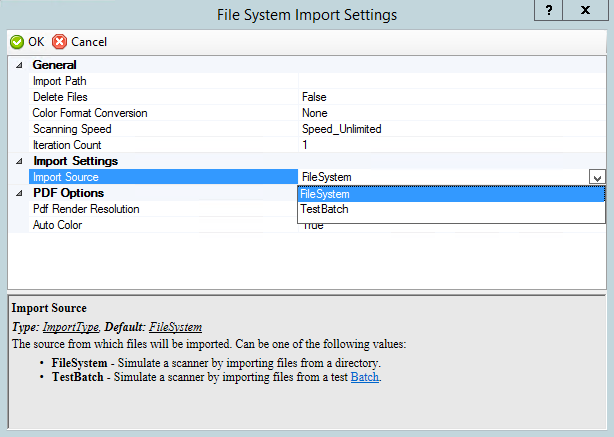 File System Import Settings
? x
OK Cancel
General
Import Path
Delete Files False
Color Format Conversion None
Scanning Speed Speed_Unlimited
Iteration Count 1
Import Settings
Import Source FileSystem
PDF Options FileSystem
Pdf Render Resolution TestBatch
Auto Color True
Import Source
Type: ImportType, Default: FileSystem
The source from which files will be imported. Can be one of the following values:
• FileSystem - Simulate a scanner by importing files from a directory.
• TestBatch - Simulate a scanner by importing files from a test Batch.